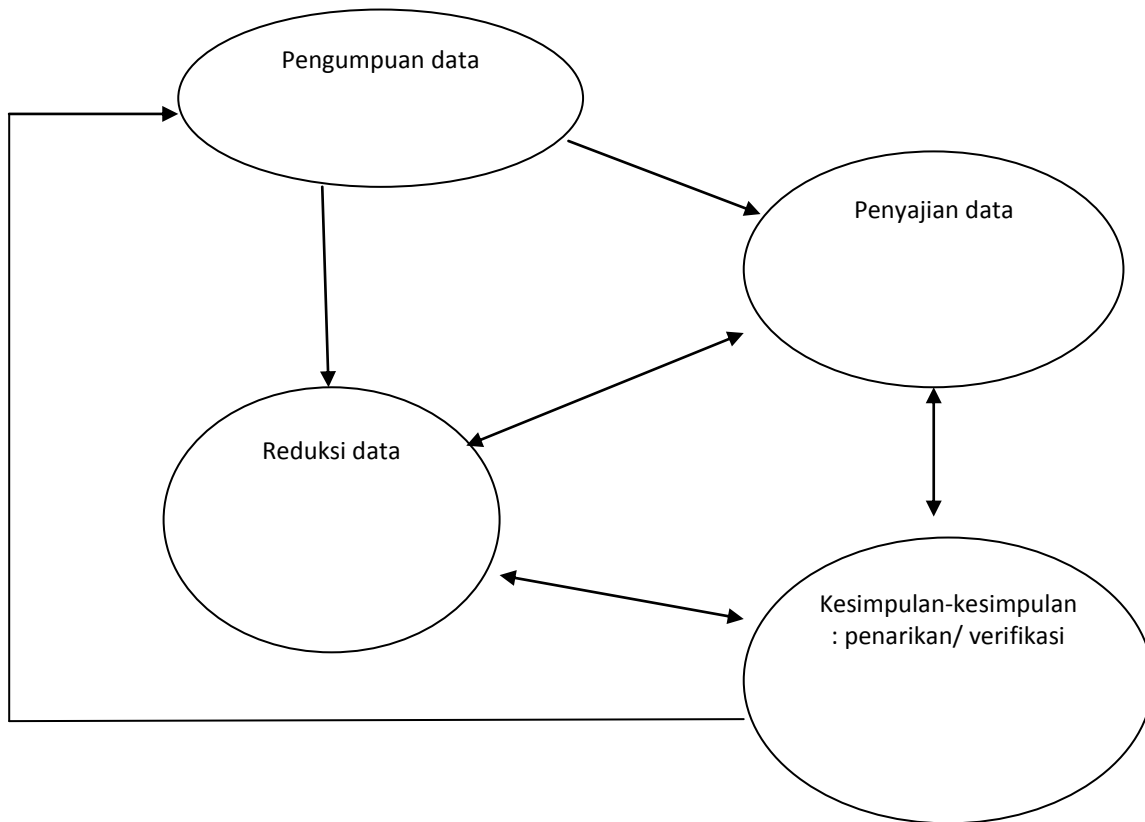 Pengumpuan data
Penyajian data
Reduksi data
Kesimpulan-kesimpulan
: penarikan/ verifikasi